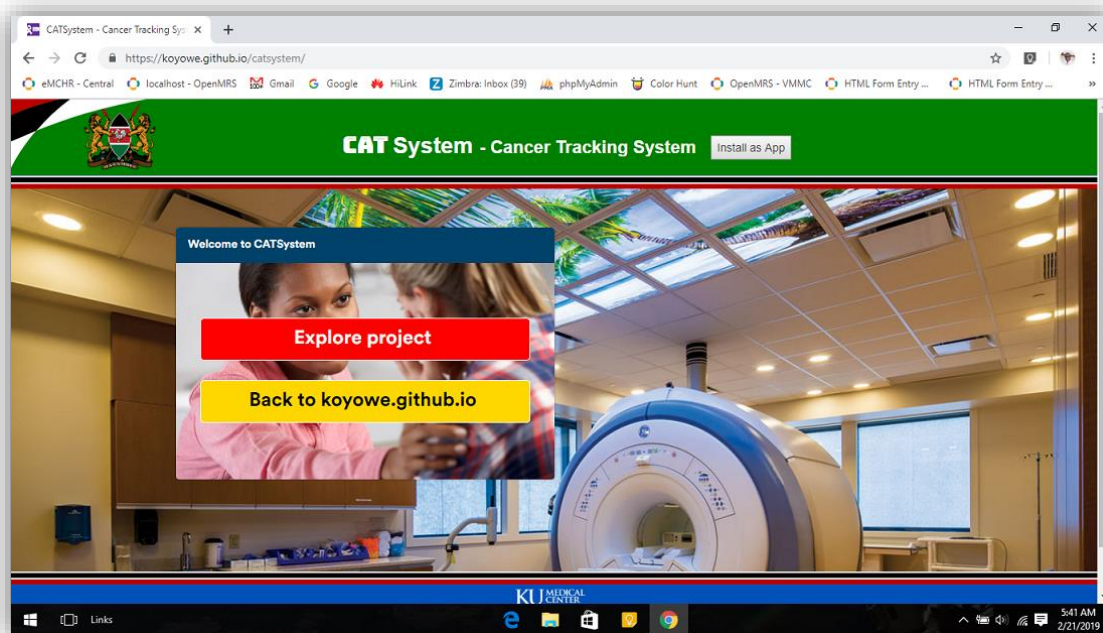 CATSystem - Cancer Tracking Sys
https://koyowe.github.io/catsystem/
eMCHR - Central localhost - OpenMRS Gmail Google HiLink Zimbra: Inbox (39) phpMyAdmin Color Hunt OpenMRS - VMMC HTML Form Entry ... HTML Form Entry ... »
CAT System - Cancer Tracking System Install as App
Welcome to CATSystem
Explore project
Back to koyowe.github.io
KU MEDICAL
CENTER
Links
5:41 AM
2/21/2019